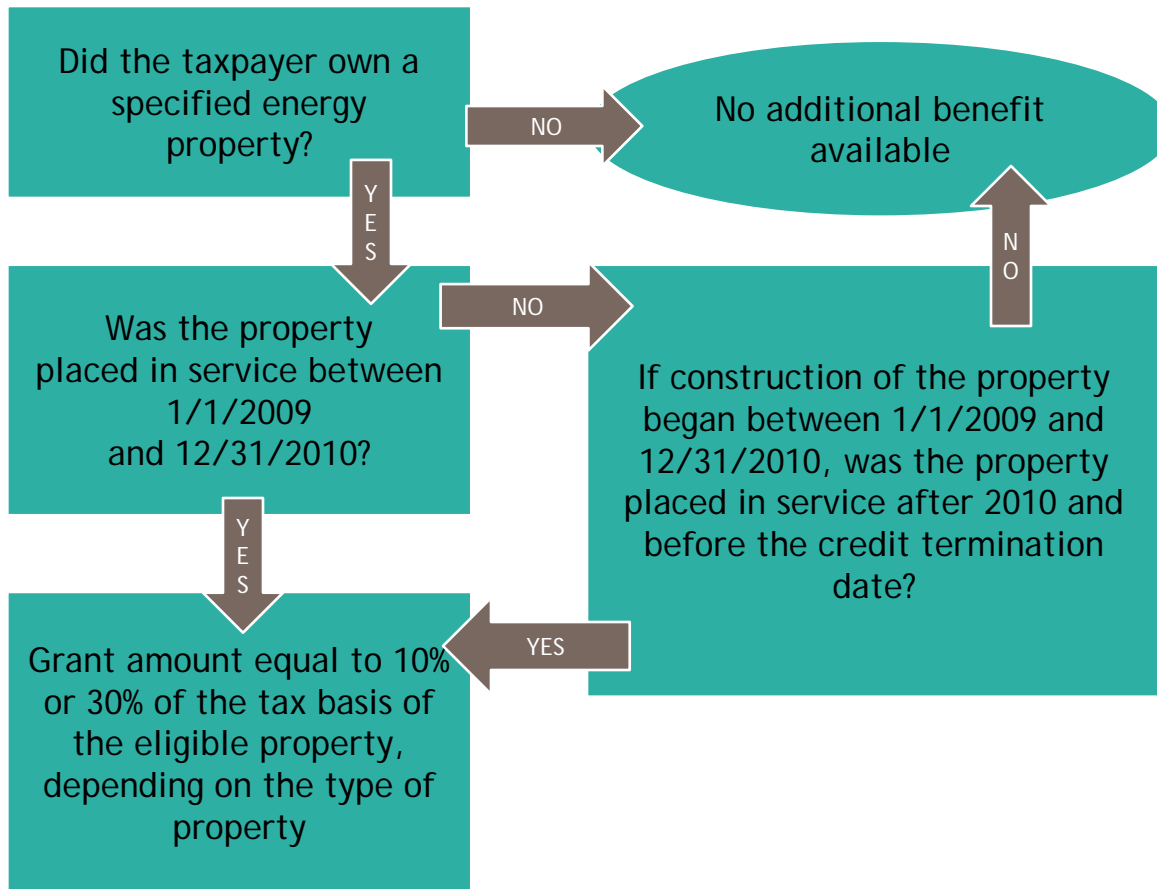 Did the taxpayer own a
specified energy
property?
NO
No additional benefit
available
YES
NO
Was the property
placed in service between
1/1/2009
and 12/31/2010?
NO
If construction of the property
began between 1/1/2009 and
12/31/2010, was the property
placed in service after 2010 and
before the credit termination
date?
YES
YES
Grant amount equal to 10%
or 30% of the tax basis of
the eligible property,
depending on the type of
property